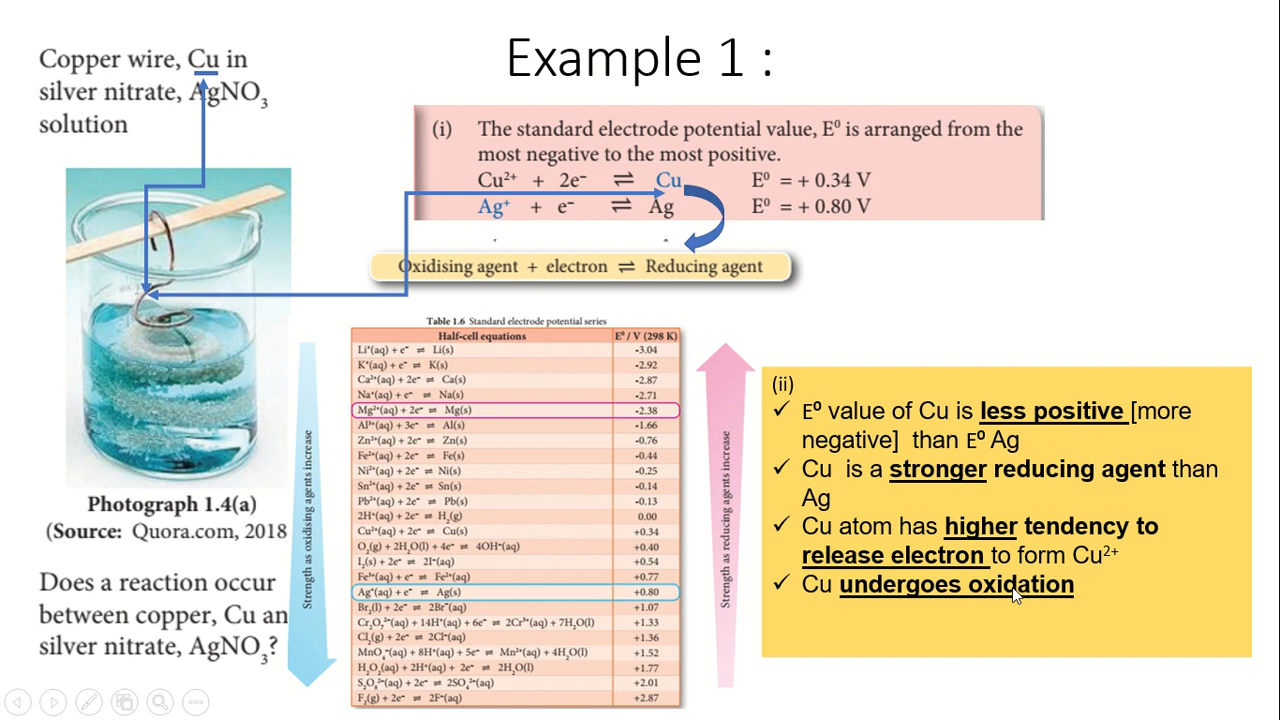 Example 1 :
Copper wire, Cu in
silver nitrate, AgNO₃
solution
(i) The standard electrode potential value, E⁰ is arranged from the
most negative to the most positive.
Cu²⁺ + 2e⁻ ⇌ Cu E⁰ = + 0.34 V
Ag⁺ + e⁻ ⇌ Ag E⁰ = + 0.80 V
Oxidising agent + electron ⇌ Reducing agent
Photograph 1.4(a)
(Source: Quora.com, 2018
Does a reaction occur
between copper, Cu an
silver nitrate, AgNO₃?
Strength as oxidising agents increase
Table 1.6 Standard electrode potential series
Half-cell equations E⁰ / V (298 K)
Li⁺(aq) + e⁻ ⇌ Li(s) -3.04
K⁺(aq) + e⁻ ⇌ K(s) -2.92
Ca²⁺(aq) + 2e⁻ ⇌ Ca(s) -2.87
Na⁺(aq) + e⁻ ⇌ Na(s) -2.71
Mg²⁺(aq) + 2e⁻ ⇌ Mg(s) -2.38
Al³⁺(aq) + 3e⁻ ⇌ Al(s) -1.66
Zn²⁺(aq) + 2e⁻ ⇌ Zn(s) -0.76
Fe²⁺(aq) + 2e⁻ ⇌ Fe(s) -0.44
Ni²⁺(aq) + 2e⁻ ⇌ Ni(s) -0.25
Sn²⁺(aq) + 2e⁻ ⇌ Sn(s) -0.14
Pb²⁺(aq) + 2e⁻ ⇌ Pb(s) -0.13
2H⁺(aq) + 2e⁻ ⇌ H₂(g) 0.00
Cu²⁺(aq) + 2e⁻ ⇌ Cu(s) +0.34
O₂(g) + 2H₂O(l) + 4e⁻ ⇌ 4OH⁻(aq) +0.40
I₂(s) + 2e⁻ ⇌ 2I⁻(aq) +0.54
Fe³⁺(aq) + e⁻ ⇌ Fe²⁺(aq) +0.77
Ag⁺(aq) + e⁻ ⇌ Ag(s) +0.80
Br₂(l) + 2e⁻ ⇌ 2Br⁻(aq) +1.07
Cr₂O₇²⁻(aq) + 14H⁺(aq) + 6e⁻ ⇌ 2Cr³⁺(aq) + 7H₂O(l) +1.33
Cl₂(g) + 2e⁻ ⇌ 2Cl⁻(aq) +1.36
MnO₄⁻(aq) + 8H⁺(aq) + 5e⁻ ⇌ Mn²⁺(aq) + 4H₂O(l) +1.52
H₂O₂(aq) + 2H⁺(aq) + 2e⁻ ⇌ 2H₂O(l) +1.77
S₂O₈²⁻(aq) + 2e⁻ ⇌ 2SO₄²⁻(aq) +2.01
F₂(g) + 2e⁻ ⇌ 2F⁻(aq) +2.87
Strength as reducing agents increase
(ii)
✓ E⁰ value of Cu is less positive [more
negative] than E⁰ Ag
✓ Cu is a stronger reducing agent than
Ag
✓ Cu atom has higher tendency to
release electron to form Cu²⁺
✓ Cu undergoes oxidation